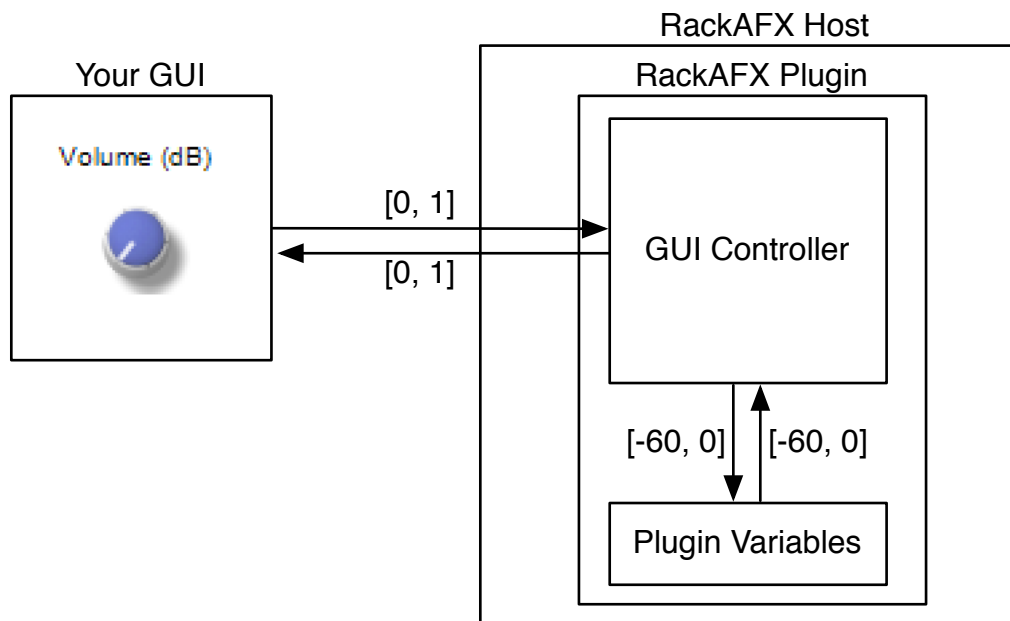 RackAFX Host
Your GUI
RackAFX Plugin
Volume (dB)
[0, 1]
GUI Controller
[0, 1]
[-60, 0]
[-60, 0]
Plugin Variables